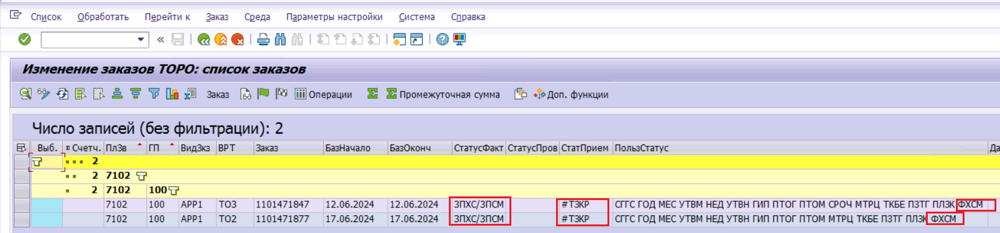 Список Обработать Перейти к Заказ Среда Параметры настройки Система Справка
Изменение заказов ТОРО: список заказов
Заказ Операции Промежуточная сумма Доп. функции
Число записей (без фильтрации): 2
Выб. Счетч. ПлЗв ГП ВидЗкз ВРТ Заказ БазНачало БазОконч СтатусФакт СтатусПров СтатПрием ПользСтатус Да
2
2 7102
2 7102 100
7102 100 APP1 ТО3 1101471847 12.06.2024 12.06.2024 ЗПХС/ЗПСМ #ТЗКР СГГС ГОД МЕС УТВМ НЕД УТВН ГИП ПТОГ ПТОМ СРОЧ МТРЦ ТКБЕ ПЗТГ ПЛЗК ФХСМ
7102 100 APP1 ТО2 1101471877 17.06.2024 17.06.2024 ЗПХС/ЗПСМ #ТЗКР СГГС ГОД МЕС УТВМ НЕД УТВН ГИП ПТОГ ПТОМ МТРЦ ТКБЕ ПЗТГ ПЛЗК ФХСМ